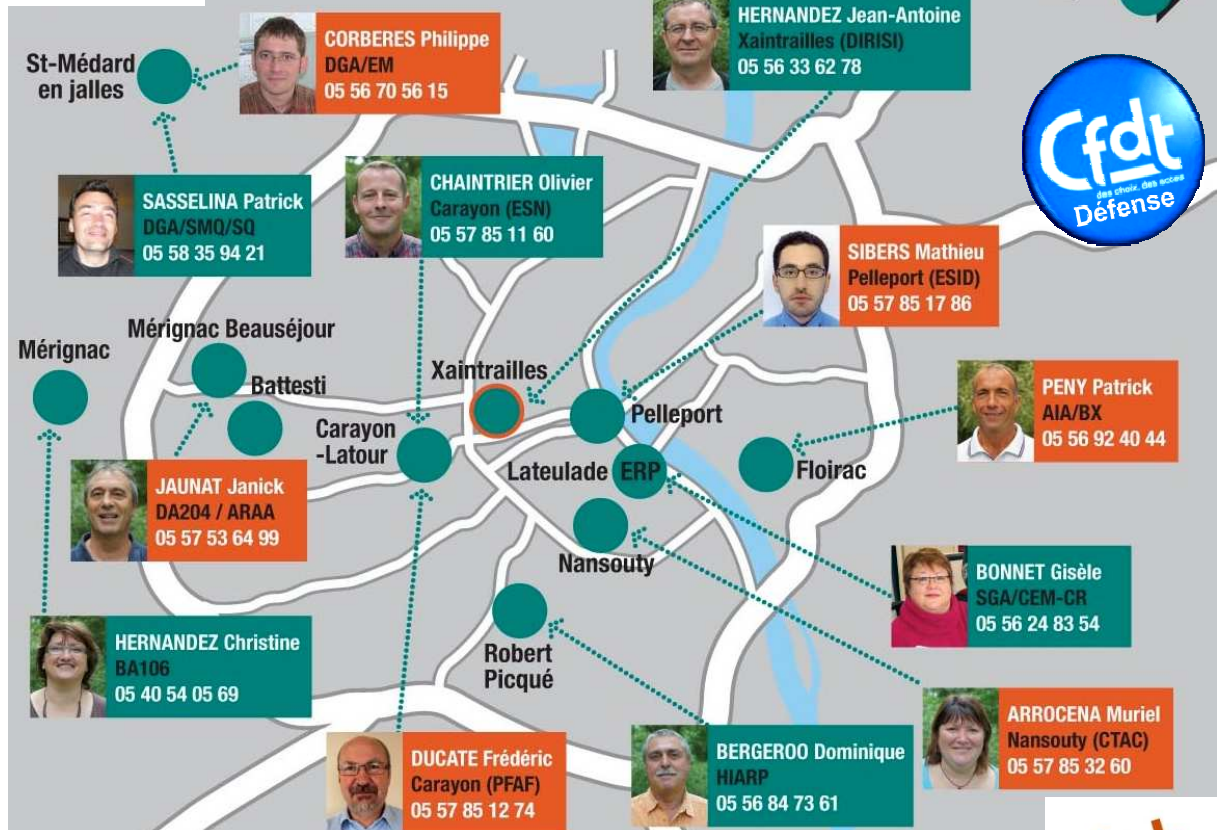 HERNANDEZ Jean-Antoine
Xaintrailles (DIRISI)
05 56 33 62 78
CORBERES Philippe
DGA/EM
05 56 70 56 15
St-Médard
en jalles
Cfdt
des choix, des actes
Défense
CHAINTRIER Olivier
Carayon (ESN)
05 57 85 11 60
SASSELINA Patrick
DGA/SMQ/SQ
05 58 35 94 21
SIBERS Mathieu
Pelleport (ESID)
05 57 85 17 86
Mérignac Beauséjour
Mérignac
Battesti
Xaintrailles
Carayon
-Latour
Pelleport
PENY Patrick
AIA/BX
05 56 92 40 44
Lateulade ERP
Floirac
JAUNAT Janick
DA204 / ARAA
05 57 53 64 99
Nansouty
BONNET Gisèle
SGA/CEM-CR
05 56 24 83 54
HERNANDEZ Christine
BA106
05 40 54 05 69
Robert
Picqué
ARROCENA Muriel
Nansouty (CTAC)
05 57 85 32 60
DUCATE Frédéric
Carayon (PFAF)
05 57 85 12 74
BERGEROO Dominique
HIARP
05 56 84 73 61